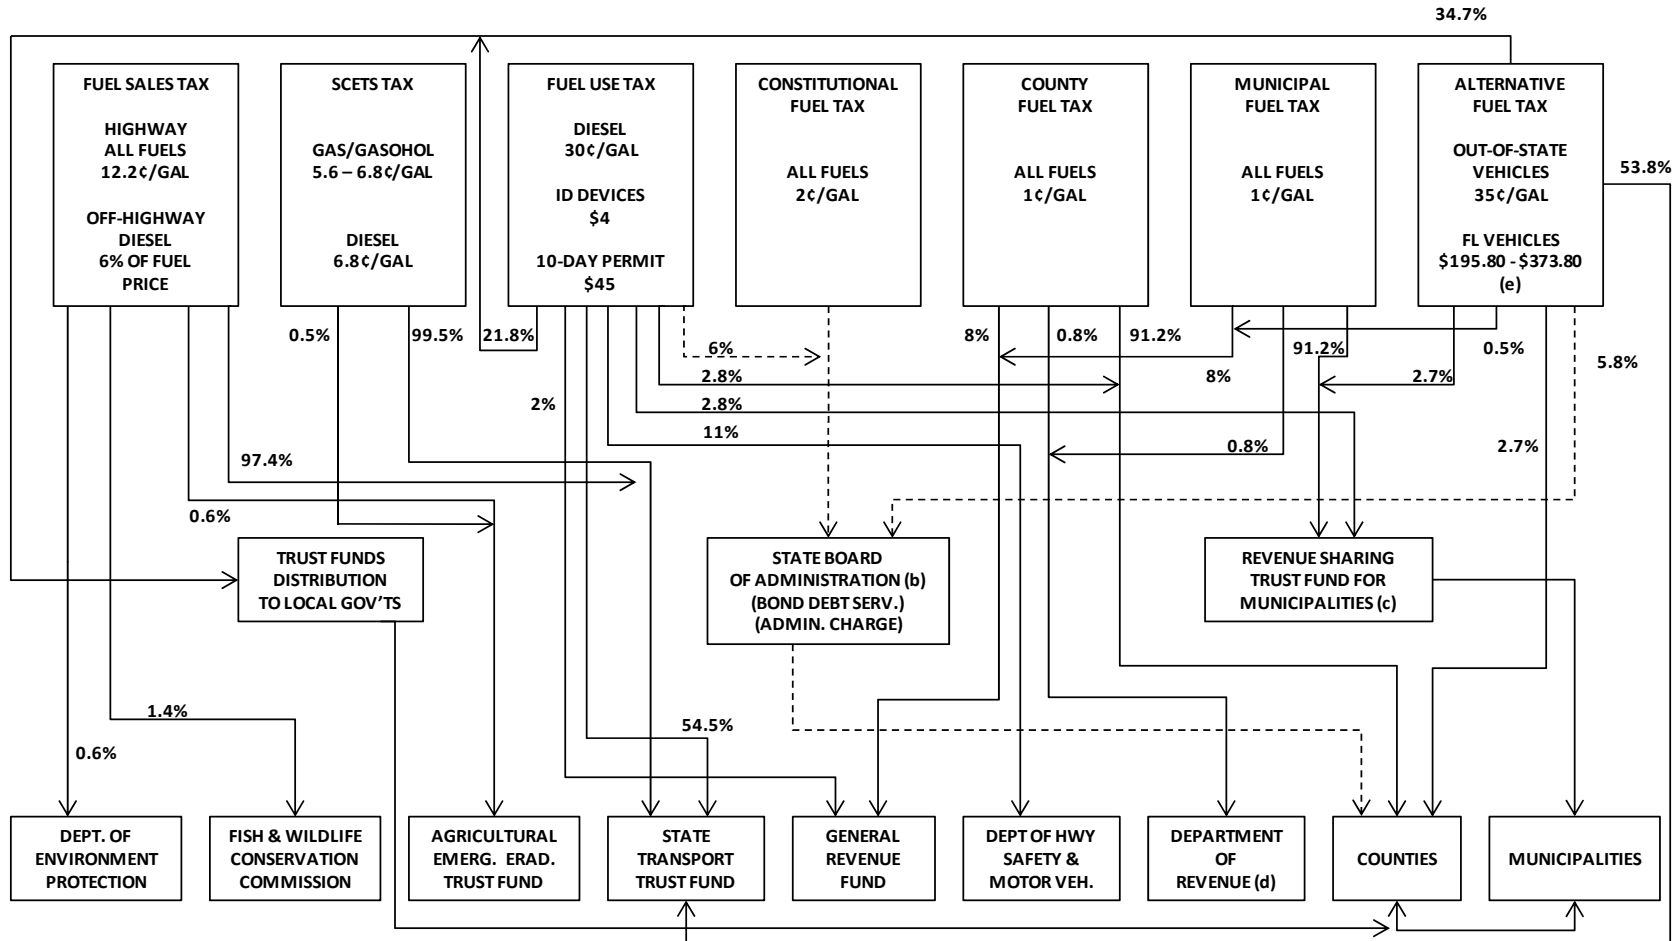 34.7%
FUEL SALES TAX
HIGHWAY
ALL FUELS
12.2¢/GAL
OFF-HIGHWAY
DIESEL
6% OF FUEL
PRICE
SCETS TAX
GAS/GASOHOL
5.6 – 6.8¢/GAL
DIESEL
6.8¢/GAL
FUEL USE TAX
DIESEL
30¢/GAL
ID DEVICES
$4
10-DAY PERMIT
$45
CONSTITUTIONAL
FUEL TAX
ALL FUELS
2¢/GAL
COUNTY
FUEL TAX
ALL FUELS
1¢/GAL
MUNICIPAL
FUEL TAX
ALL FUELS
1¢/GAL
ALTERNATIVE
FUEL TAX
OUT-OF-STATE
VEHICLES
35¢/GAL
FL VEHICLES
$195.80 - $373.80
(e)
53.8%
0.5%
99.5%
21.8%
6%
8%
0.8%
91.2%
91.2%
0.5%
5.8%
2.8%
8%
2.7%
2%
2.8%
11%
0.8%
2.7%
97.4%
0.6%
TRUST FUNDS
DISTRIBUTION
TO LOCAL GOV’TS
STATE BOARD
OF ADMINISTRATION (b)
(BOND DEBT SERV.)
(ADMIN. CHARGE)
REVENUE SHARING
TRUST FUND FOR
MUNICIPALITIES (c)
1.4%
54.5%
0.6%
DEPT. OF
ENVIRONMENT
PROTECTION
FISH & WILDLIFE
CONSERVATION
COMMISSION
AGRICULTURAL
EMERG. ERAD.
TRUST FUND
STATE
TRANSPORT
TRUST FUND
GENERAL
REVENUE
FUND
DEPT OF HWY
SAFETY &
MOTOR VEH.
DEPARTMENT
OF
REVENUE (d)
COUNTIES
MUNICIPALITIES